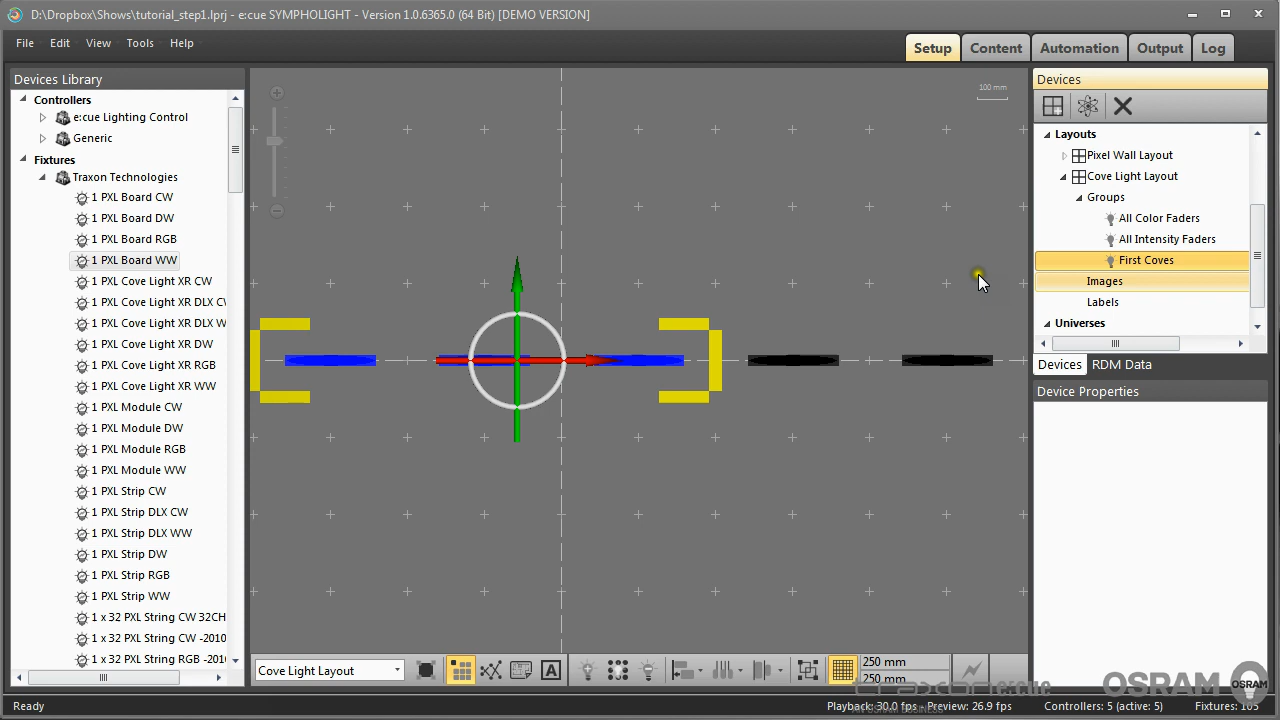 D:\Dropbox\Shows\tutorial_step1.lprj - e:cue SYMPHOLIGHT - Version 1.0.6365.0 (64 Bit) [DEMO VERSION]
File Edit View Tools Help
Setup Content Automation Output Log
Devices Library
Controllers
e:cue Lighting Control
Generic
Fixtures
Traxon Technologies
1 PXL Board CW
1 PXL Board DW
1 PXL Board RGB
1 PXL Board WW
1 PXL Cove Light XR CW
1 PXL Cove Light XR DLX CW
1 PXL Cove Light XR DLX W
1 PXL Cove Light XR DW
1 PXL Cove Light XR RGB
1 PXL Cove Light XR WW
1 PXL Module CW
1 PXL Module DW
1 PXL Module RGB
1 PXL Module WW
1 PXL Strip CW
1 PXL Strip DLX CW
1 PXL Strip DLX WW
1 PXL Strip DW
1 PXL Strip RGB
1 PXL Strip WW
1 x 32 PXL String CW 32CH
1 x 32 PXL String CW -2010
1 x 32 PXL String RGB -2010
100 mm
Devices
Layouts
Pixel Wall Layout
Cove Light Layout
Groups
All Color Faders
All Intensity Faders
First Coves
Images
Labels
Universes
Devices RDM Data
Device Properties
Cove Light Layout
A
250 mm
250 mm
traxon e:cue
AN OSRAM BUSINESS
OSRAM
OSRAM
Ready
Playback: 30.0 fps - Preview: 26.9 fps
Controllers: 5 (active: 5)
Fixtures: 105